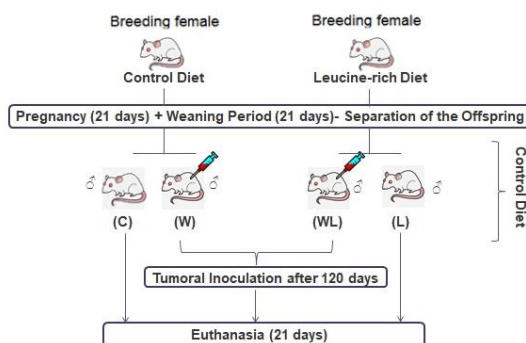 Breeding female Breeding female
Control Diet Leucine-rich Diet
Pregnancy (21 days) + Weaning Period (21 days)- Separation of the Offspring
♂ ♂ ♂ ♂
(C) (W) (WL) (L)
Control Diet
Tumoral Inoculation after 120 days
Euthanasia (21 days)